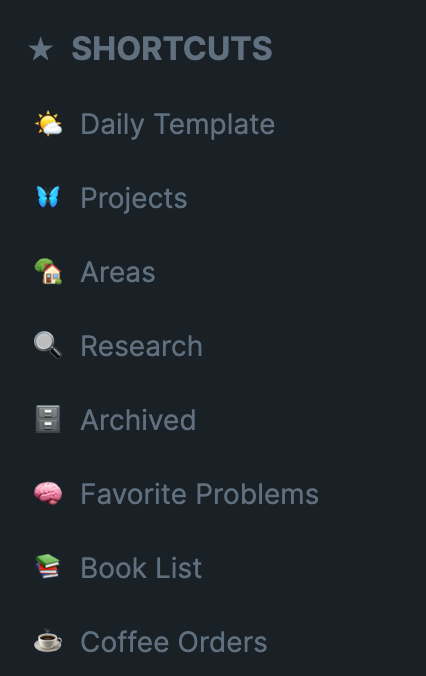 SHORTCUTS
Daily Template
Projects
Areas
Research
Archived
Favorite Problems
Book List
Coffee Orders